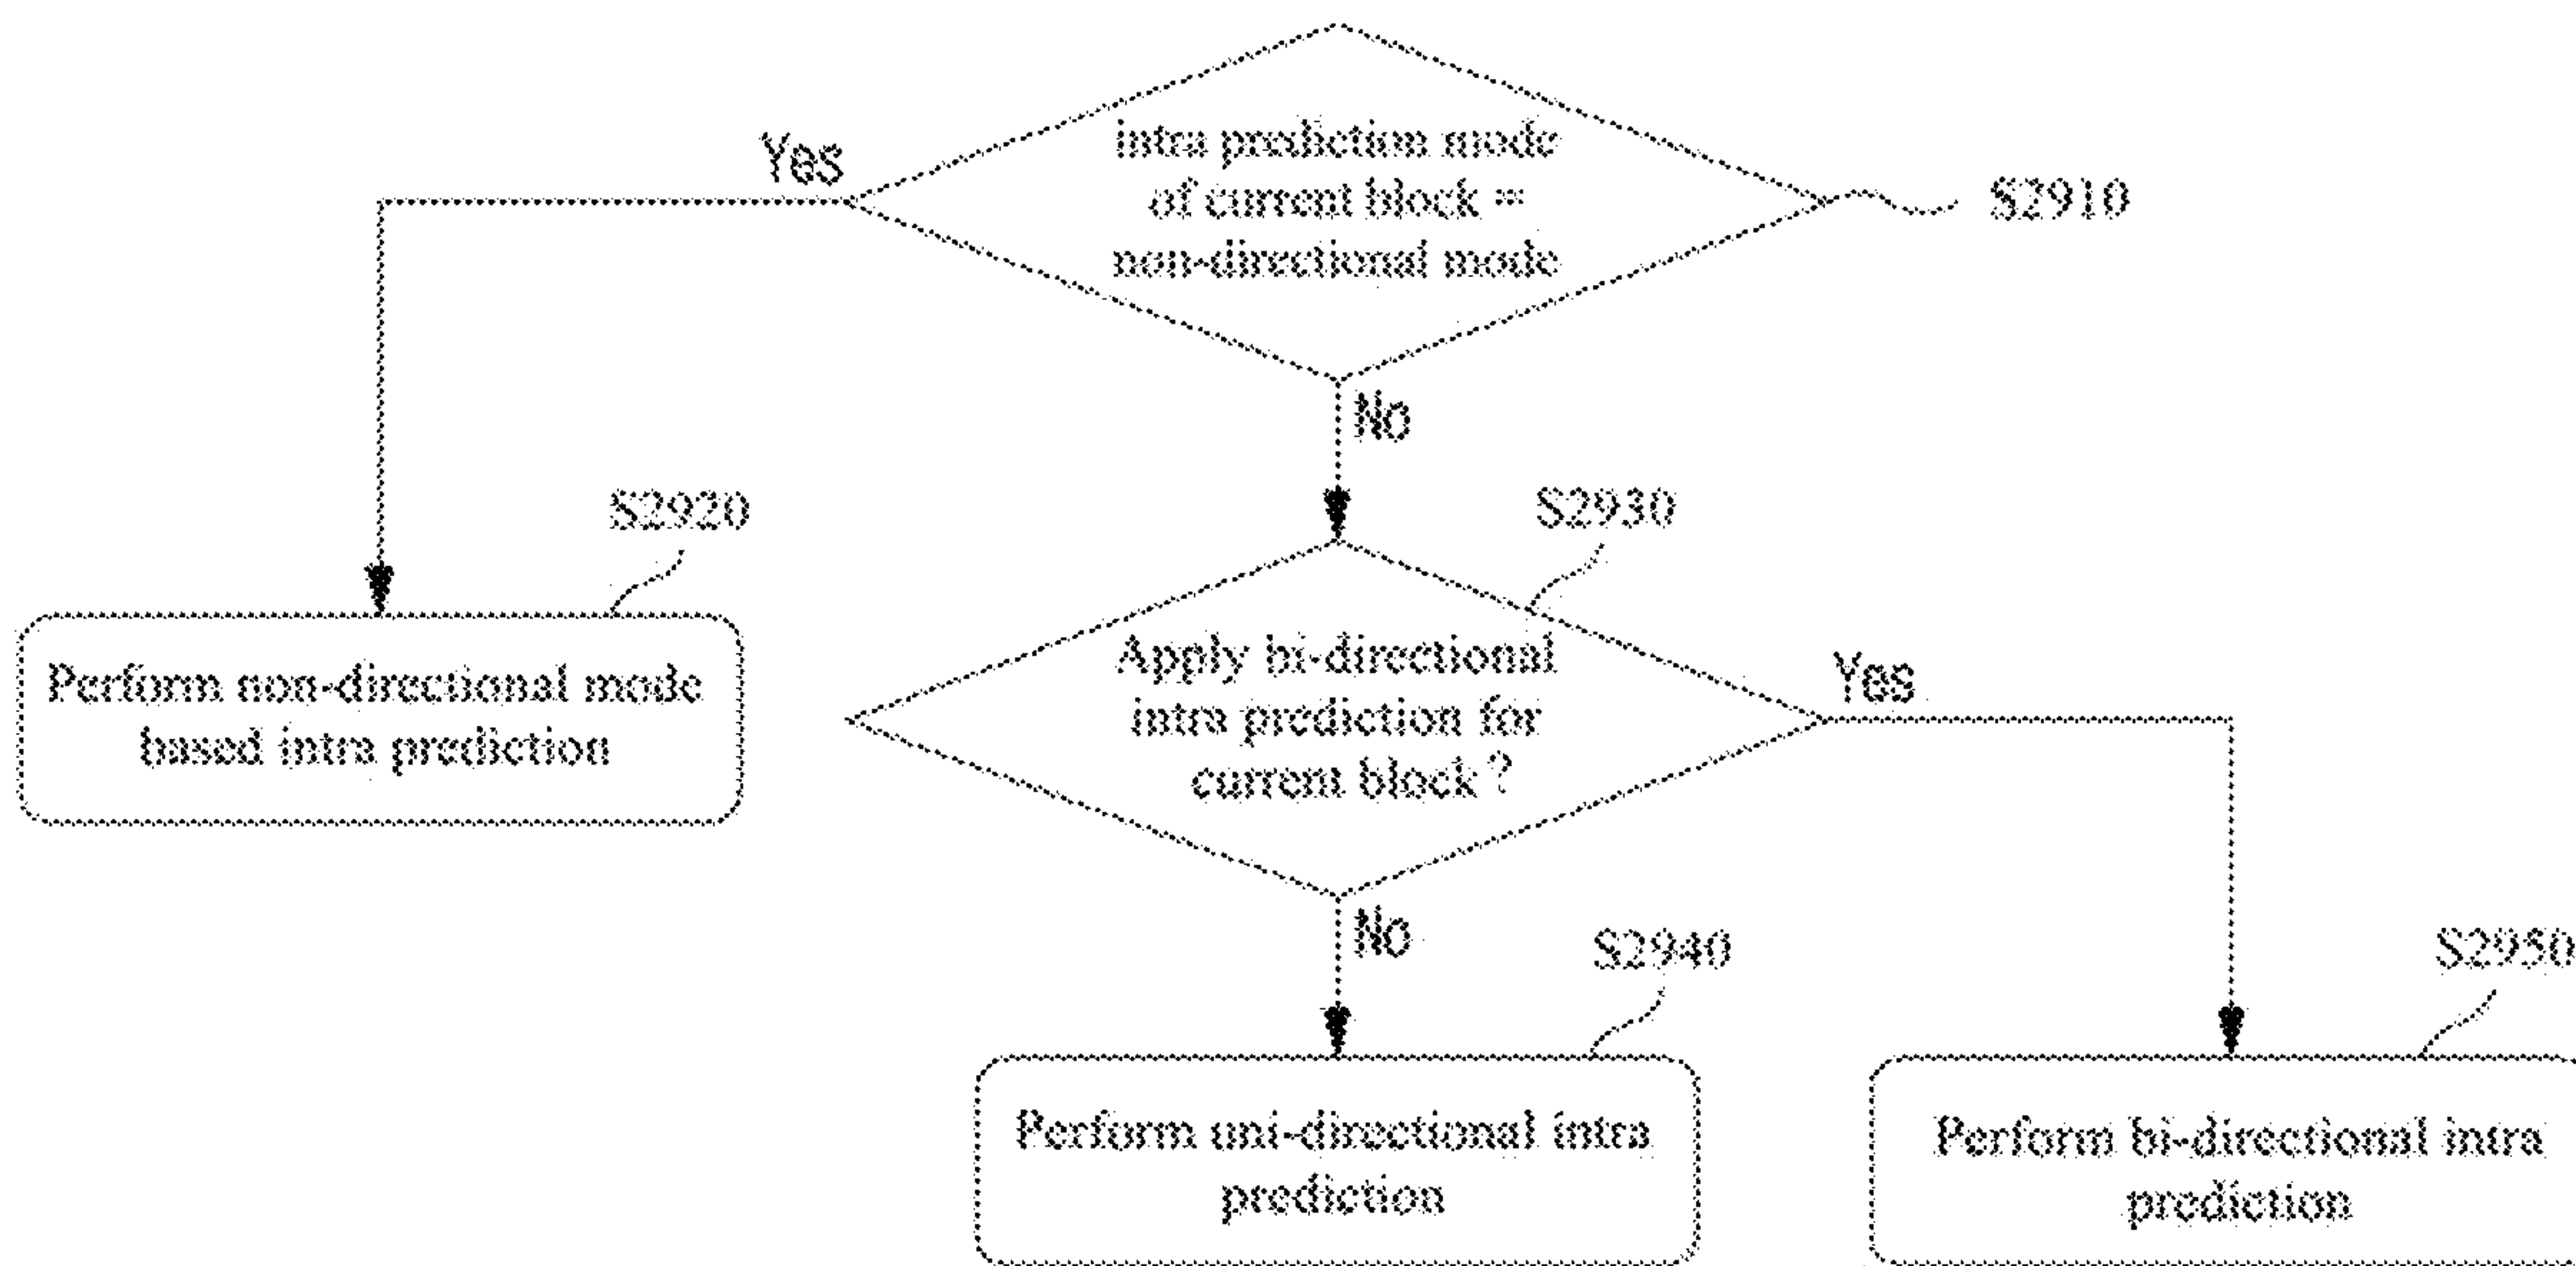 intra prediction mode
of current block =
non-directional mode
Yes
S2910
No
S2920
S2930
Perform non-directional mode
based intra prediction
Apply bi-directional
intra prediction for
current block?
Yes
No
S2940
S2950
Perform uni-directional intra
prediction
Perform bi-directional intra
prediction